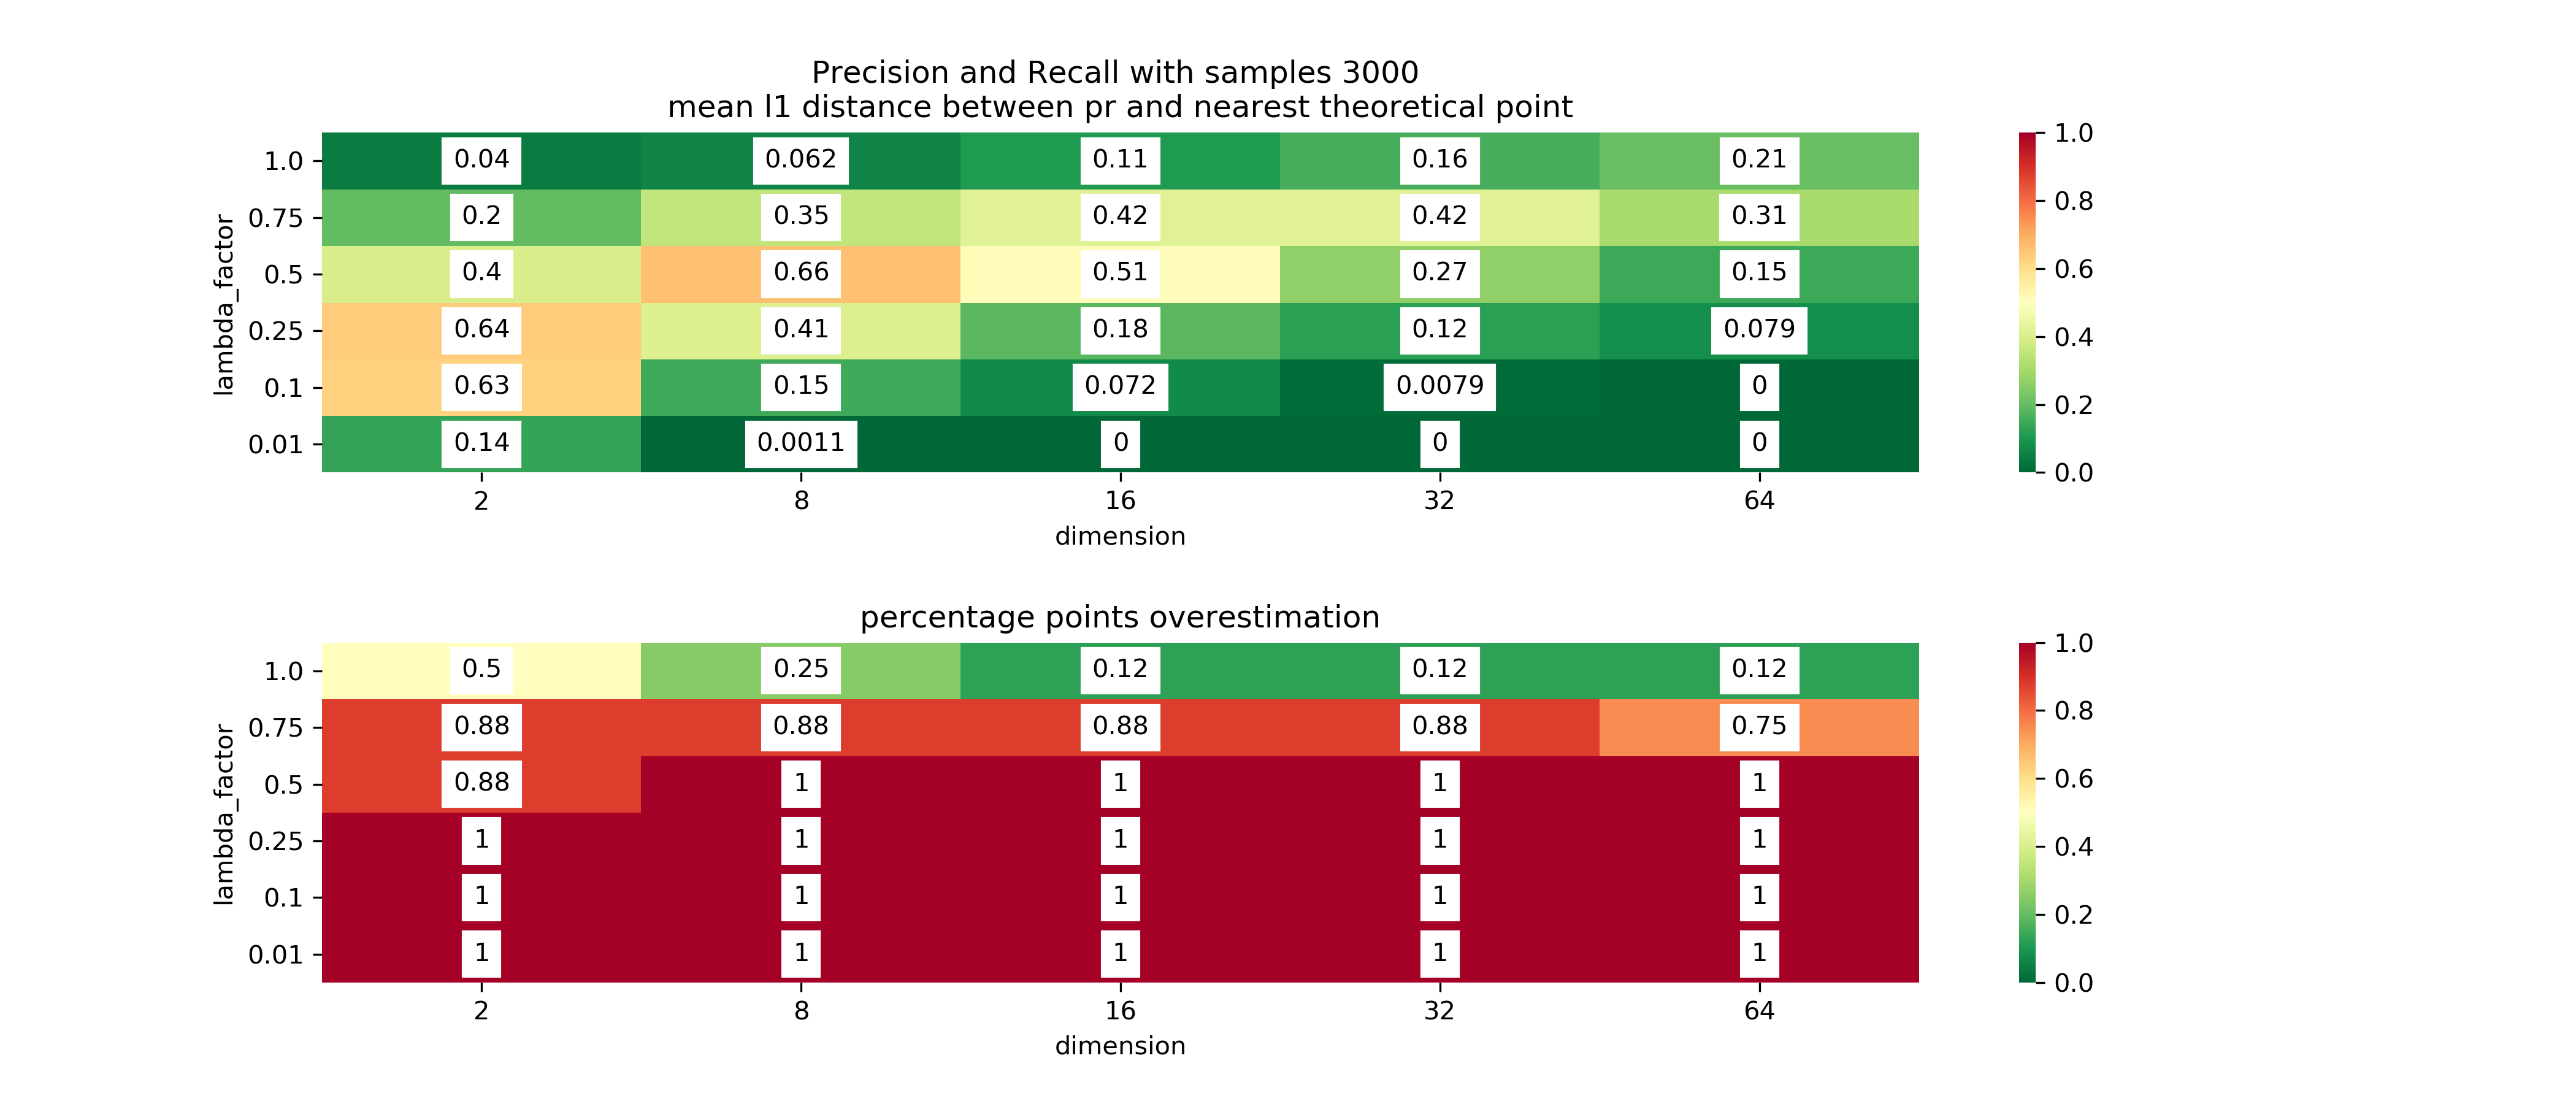 Precision and Recall with samples 3000
mean l1 distance between pr and nearest theoretical point
lambda_factor
1.0 0.04 0.062 0.11 0.16 0.21
0.75 0.2 0.35 0.42 0.42 0.31
0.5 0.4 0.66 0.51 0.27 0.15
0.25 0.64 0.41 0.18 0.12 0.079
0.1 0.63 0.15 0.072 0.0079 0
0.01 0.14 0.0011 0 0 0
2 8 16 32 64
dimension
1.0
0.8
0.6
0.4
0.2
0.0
percentage points overestimation
lambda_factor
1.0 0.5 0.25 0.12 0.12 0.12
0.75 0.88 0.88 0.88 0.88 0.75
0.5 0.88 1 1 1 1
0.25 1 1 1 1 1
0.1 1 1 1 1 1
0.01 1 1 1 1 1
2 8 16 32 64
dimension
1.0
0.8
0.6
0.4
0.2
0.0